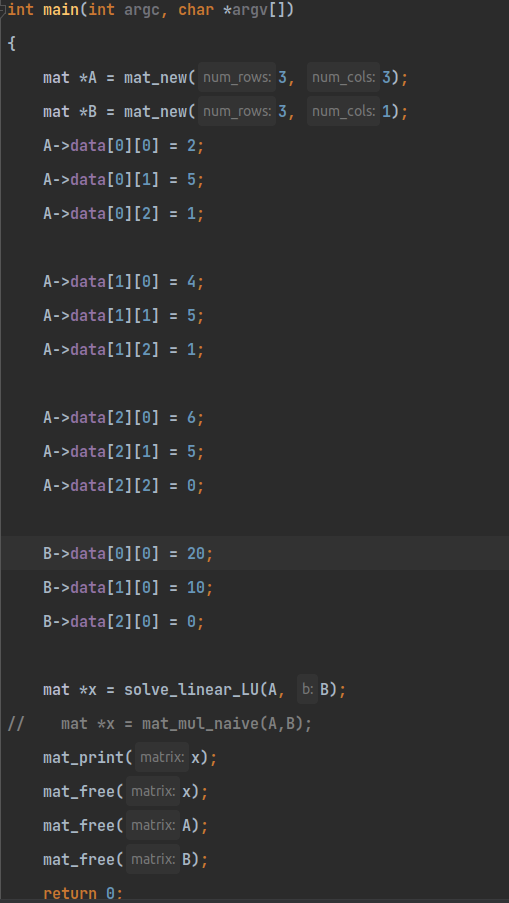 int main(int argc, char *argv[])
{
mat *A = mat_new( num_rows: 3, num_cols: 3);
mat *B = mat_new( num_rows: 3, num_cols: 1);
A->data[0][0] = 2;
A->data[0][1] = 5;
A->data[0][2] = 1;
A->data[1][0] = 4;
A->data[1][1] = 5;
A->data[1][2] = 1;
A->data[2][0] = 6;
A->data[2][1] = 5;
A->data[2][2] = 0;
B->data[0][0] = 20;
B->data[1][0] = 10;
B->data[2][0] = 0;
mat *x = solve_linear_LU(A, b: B);
// mat *x = mat_mul_naive(A,B);
mat_print( matrix: x);
mat_free( matrix: x);
mat_free( matrix: A);
mat_free( matrix: B);
return 0;